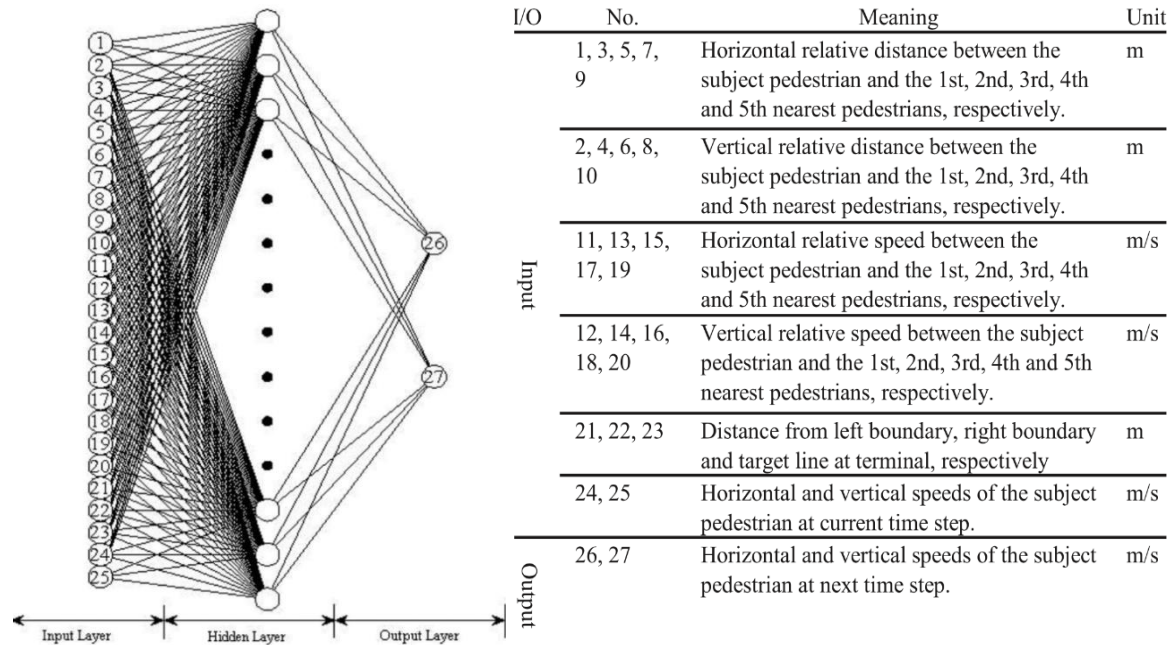 1
2
3
4
5
6
7
8
9
10
11
12
13
14
15
16
17
18
19
20
21
22
23
24
25
26
27
Input Layer
Hidden Layer
Output Layer
I/O No. Meaning Unit
Input
1, 3, 5, 7, Horizontal relative distance between the m
9 subject pedestrian and the 1st, 2nd, 3rd, 4th
and 5th nearest pedestrians, respectively.
2, 4, 6, 8, Vertical relative distance between the m
10 subject pedestrian and the 1st, 2nd, 3rd, 4th
and 5th nearest pedestrians, respectively.
11, 13, 15, Horizontal relative speed between the m/s
17, 19 subject pedestrian and the 1st, 2nd, 3rd, 4th
and 5th nearest pedestrians, respectively.
12, 14, 16, Vertical relative speed between the subject m/s
18, 20 pedestrian and the 1st, 2nd, 3rd, 4th and 5th
nearest pedestrians, respectively.
21, 22, 23 Distance from left boundary, right boundary m
and target line at terminal, respectively
24, 25 Horizontal and vertical speeds of the subject m/s
pedestrian at current time step.
Output
26, 27 Horizontal and vertical speeds of the subject m/s
pedestrian at next time step.